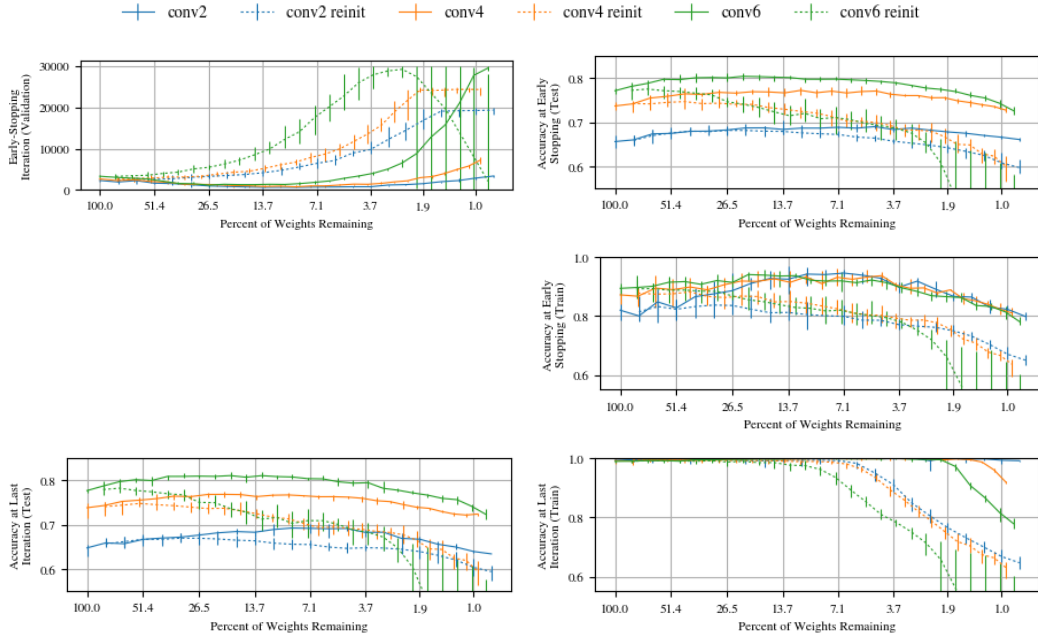 conv2 conv2 reinit conv4 conv4 reinit conv6 conv6 reinit
Early-Stopping
Iteration (Validation)
30000
20000
10000
0
100.0 51.4 26.5 13.7 7.1 3.7 1.9 1.0
Percent of Weights Remaining
Accuracy at Early
Stopping (Test)
0.8
0.7
0.6
100.0 51.4 26.5 13.7 7.1 3.7 1.9 1.0
Percent of Weights Remaining
Accuracy at Early
Stopping (Train)
1.0
0.8
0.6
100.0 51.4 26.5 13.7 7.1 3.7 1.9 1.0
Percent of Weights Remaining
Accuracy at Last
Iteration (Test)
0.8
0.7
0.6
100.0 51.4 26.5 13.7 7.1 3.7 1.9 1.0
Percent of Weights Remaining
Accuracy at Last
Iteration (Train)
1.0
0.8
0.6
100.0 51.4 26.5 13.7 7.1 3.7 1.9 1.0
Percent of Weights Remaining